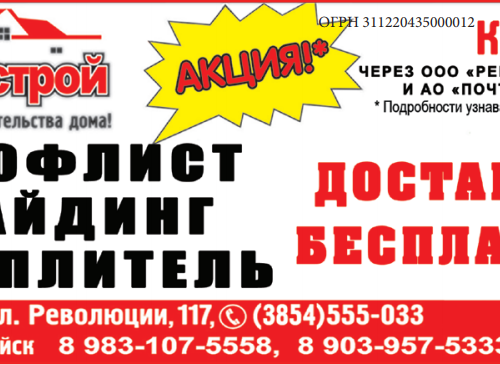 ОГРН 311220435000012
строй
АКЦИЯ!*
ЧЕРЕЗ ООО «РЕ
И АО «ПОЧТ
* Подробности узнава
тельства дома!
ОФЛИСТ
АЙДИНГ
ПЛИТЕЛЬ
ДОСТА
БЕСПЛА
л. Революции, 117, (3854)555-033
йск 8 983-107-5558, 8 903-957-5333